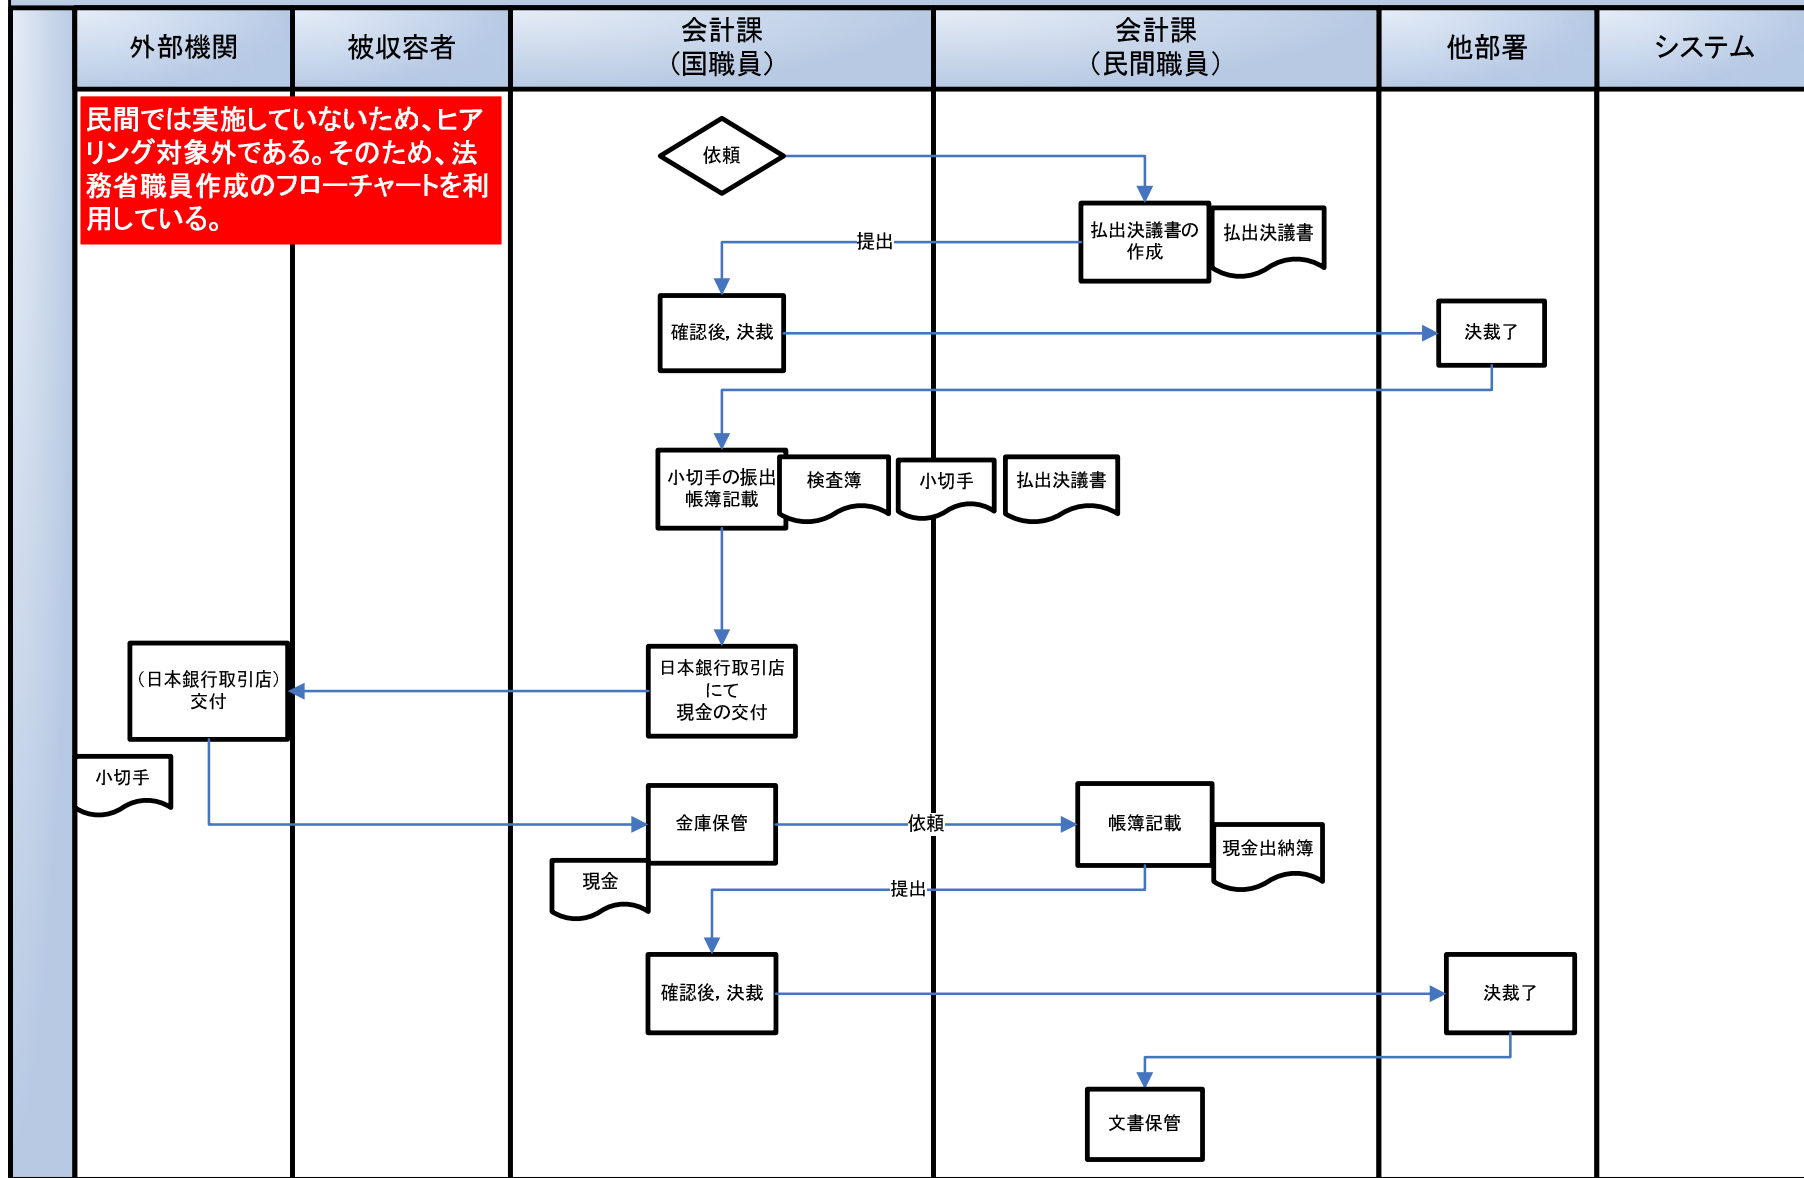 外部機関
被収容者
会計課
（国職員）
会計課
（民間職員）
他部署
システム
民間では実施していないため、ヒア
リング対象外である。そのため、法
務省職員作成のフローチャートを利
用している。
依頼
払出決議書の
作成
払出決議書
提出
確認後，決裁
決裁了
小切手の振出
帳簿記載
検査簿
小切手
払出決議書
（日本銀行取引店）
交付
日本銀行取引店
にて
現金の交付
小切手
金庫保管
依頼
帳簿記載
現金出納簿
現金
提出
確認後，決裁
決裁了
文書保管